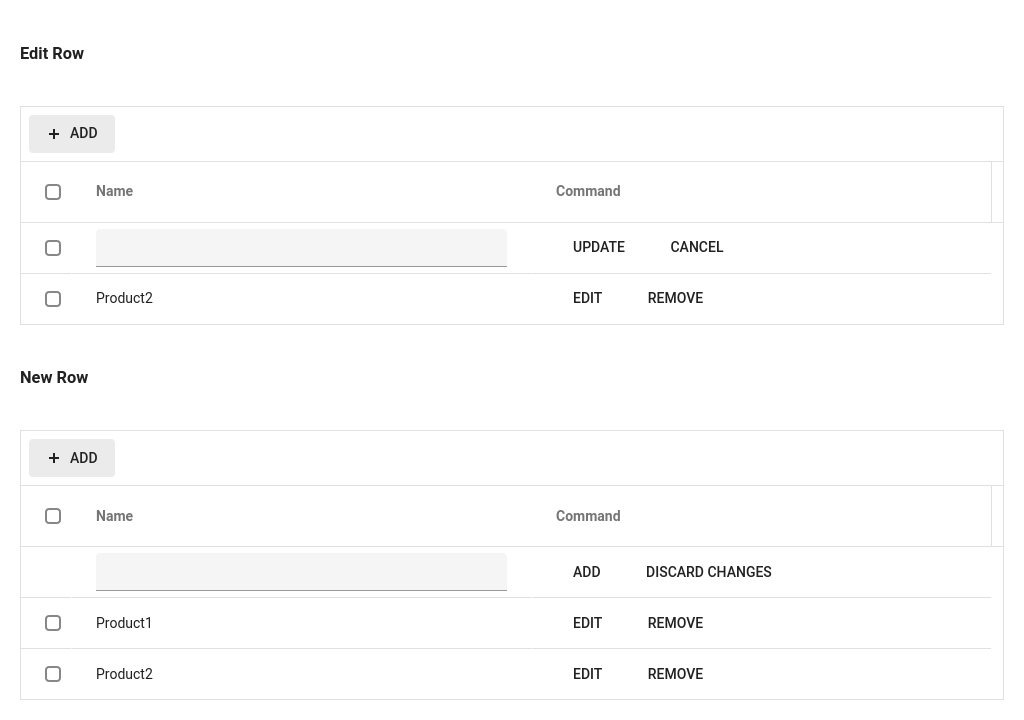 Edit Row
ADD
Name Command
UPDATE CANCEL
Product2 EDIT REMOVE
New Row
ADD
Name Command
ADD DISCARD CHANGES
Product1 EDIT REMOVE
Product2 EDIT REMOVE